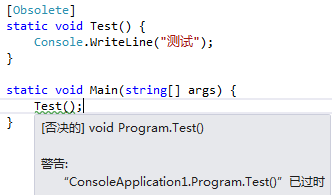 [Obsolete]
static void Test() {
    Console.WriteLine("测试");
}
static void Main(string[] args) {
    Test();
}
[否决的] void Program.Test()
警告:
    “ConsoleApplication1.Program.Test()”已过时